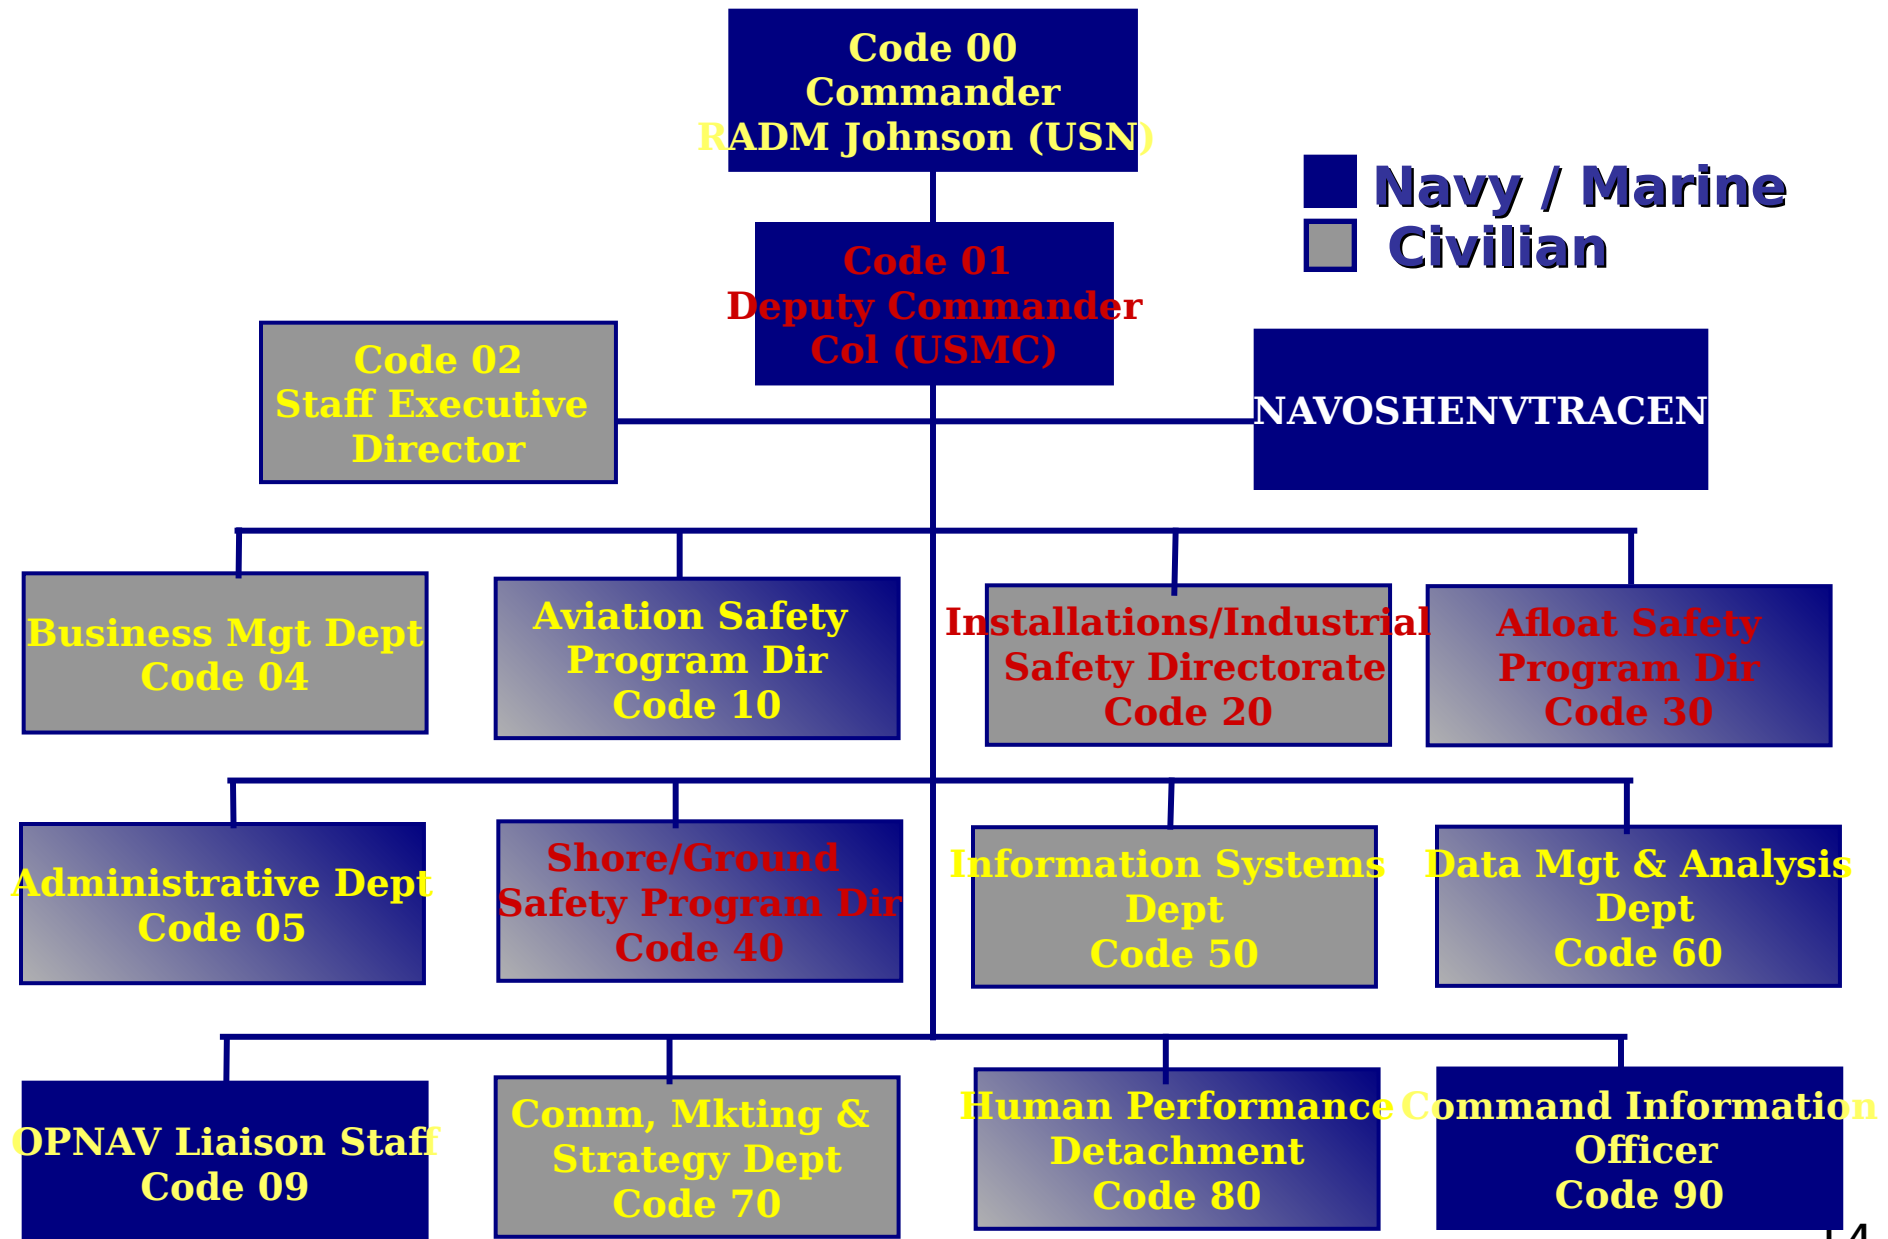 Code 00
Commander
RADM Johnson (USN)
Navy / Marine
Civilian
Code 01
Deputy Commander
Col (USMC)
Code 02
Staff Executive
Director
NAVOSHENVTRACEN
Business Mgt Dept
Code 04
Aviation Safety
Program Dir
Code 10
Installations/Industrial
Safety Directorate
Code 20
Afloat Safety
Program Dir
Code 30
Administrative Dept
Code 05
Shore/Ground
Safety Program Dir
Code 40
Information Systems
Dept
Code 50
Data Mgt & Analysis
Dept
Code 60
OPNAV Liaison Staff
Code 09
Comm, Mkting &
Strategy Dept
Code 70
Human Performance
Detachment
Code 80
Command Information
Officer
Code 90